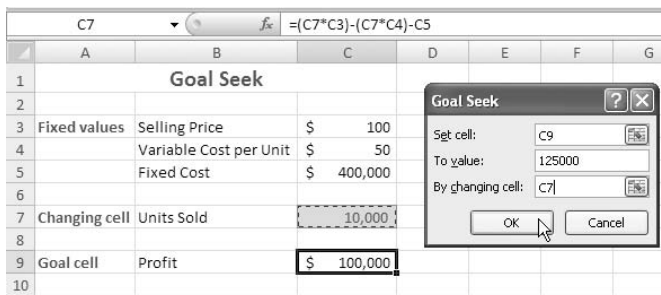 C7 fx =(C7*C3)-(C7*C4)-C5
A B C D E F G
1 Goal Seek
2
3 Fixed values Selling Price $ 100
4 Variable Cost per Unit $ 50
5 Fixed Cost $ 400,000
6
7 Changing cell Units Sold 10,000
8
9 Goal cell Profit $ 100,000
10
Goal Seek ? X
Set cell: C9
To value: 125000
By changing cell: C7
OK Cancel